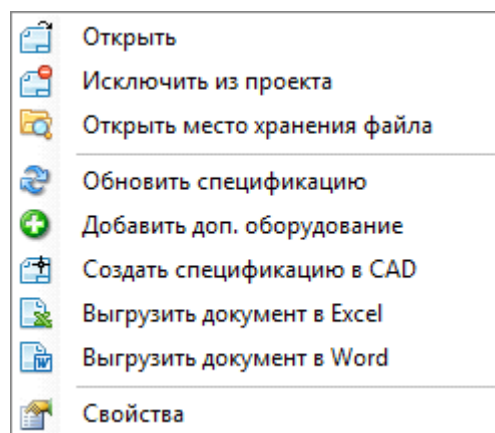 Открыть
Исключить из проекта
Открыть место хранения файла
Обновить спецификацию
Добавить доп. оборудование
Создать спецификацию в CAD
Выгрузить документ в Excel
Выгрузить документ в Word
Свойства